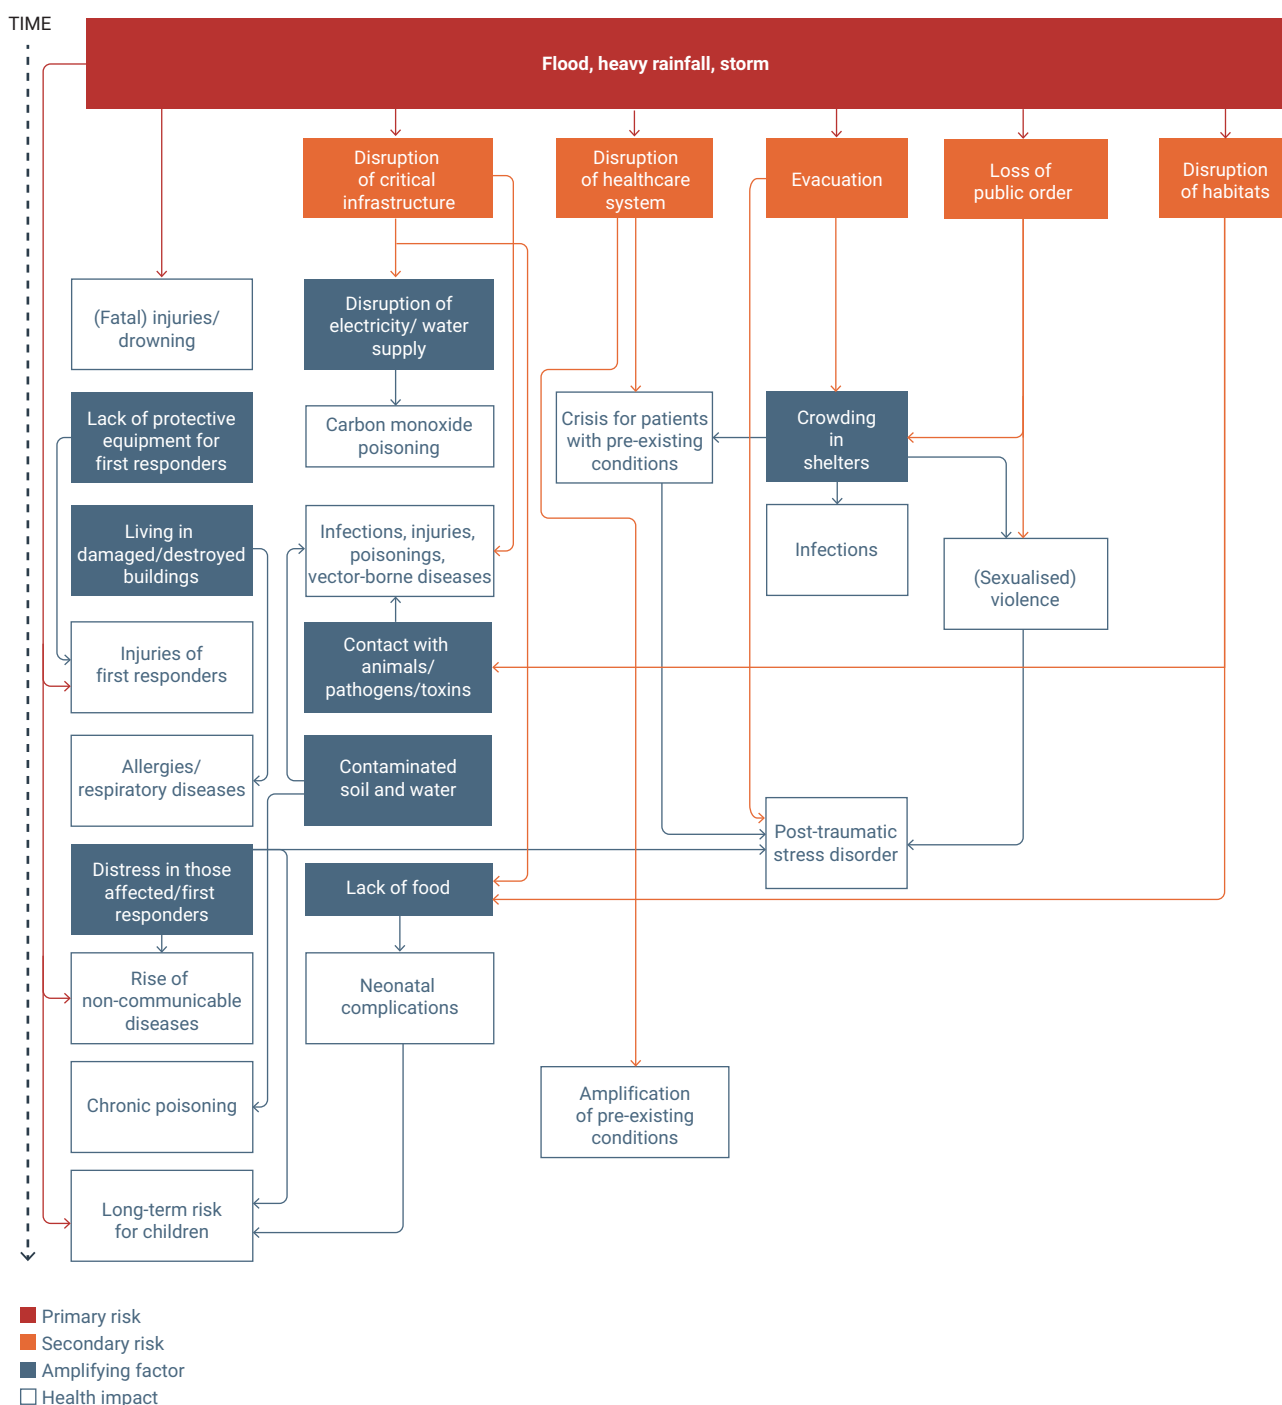 TIME
Flood, heavy rainfall, storm
Disruption
of critical
infrastructure
Disruption
of healthcare
system
Evacuation
Loss of
public order
Disruption
of habitats
(Fatal) injuries/
drowning
Disruption of
electricity/ water
supply
Lack of protective
equipment for
first responders
Carbon monoxide
poisoning
Crisis for patients
with pre-existing
conditions
Crowding
in
shelters
Living in
damaged/destroyed
buildings
Infections, injuries,
poisonings,
vector-borne diseases
Infections
(Sexualised)
violence
Injuries of
first responders
Contact with
animals/
pathogens/toxins
Allergies/
respiratory diseases
Contaminated
soil and water
Post-traumatic
stress disorder
Distress in those
affected/first
responders
Lack of food
Rise of
non-communicable
diseases
Neonatal
complications
Chronic poisoning
Amplification
of pre-existing
conditions
Long-term risk
for children
Primary risk
Secondary risk
Amplifying factor
Health impact